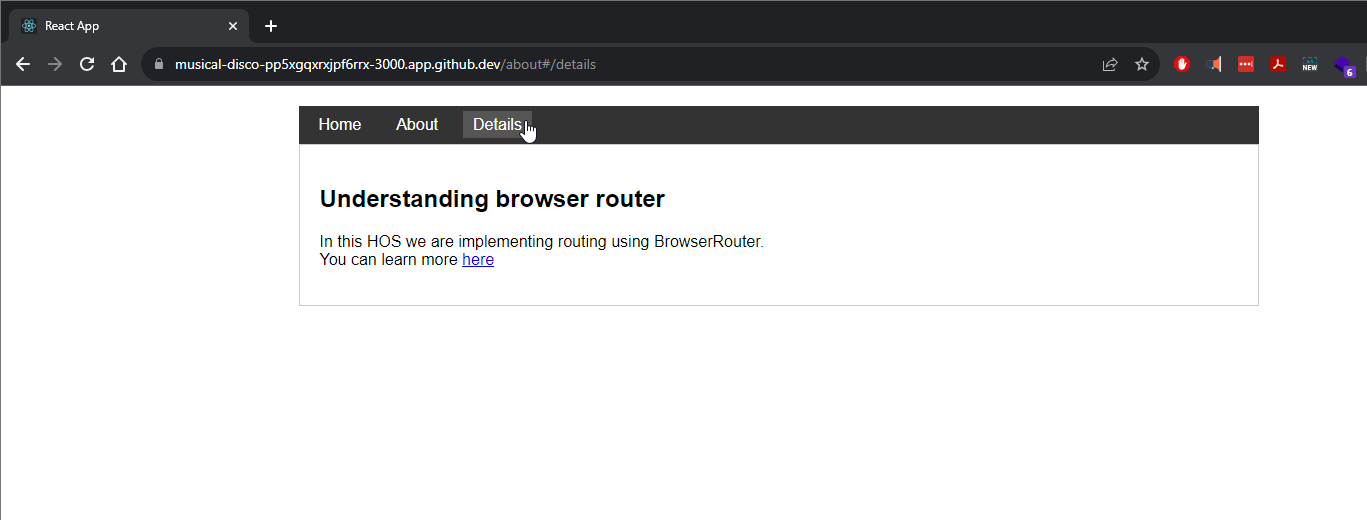 React App
musical-disco-pp5xgqxrxjpf6rrx-3000.app.github.dev/about#/details
NEW
6
Home About Details
Understanding browser router
In this HOS we are implementing routing using BrowserRouter.
You can learn more here